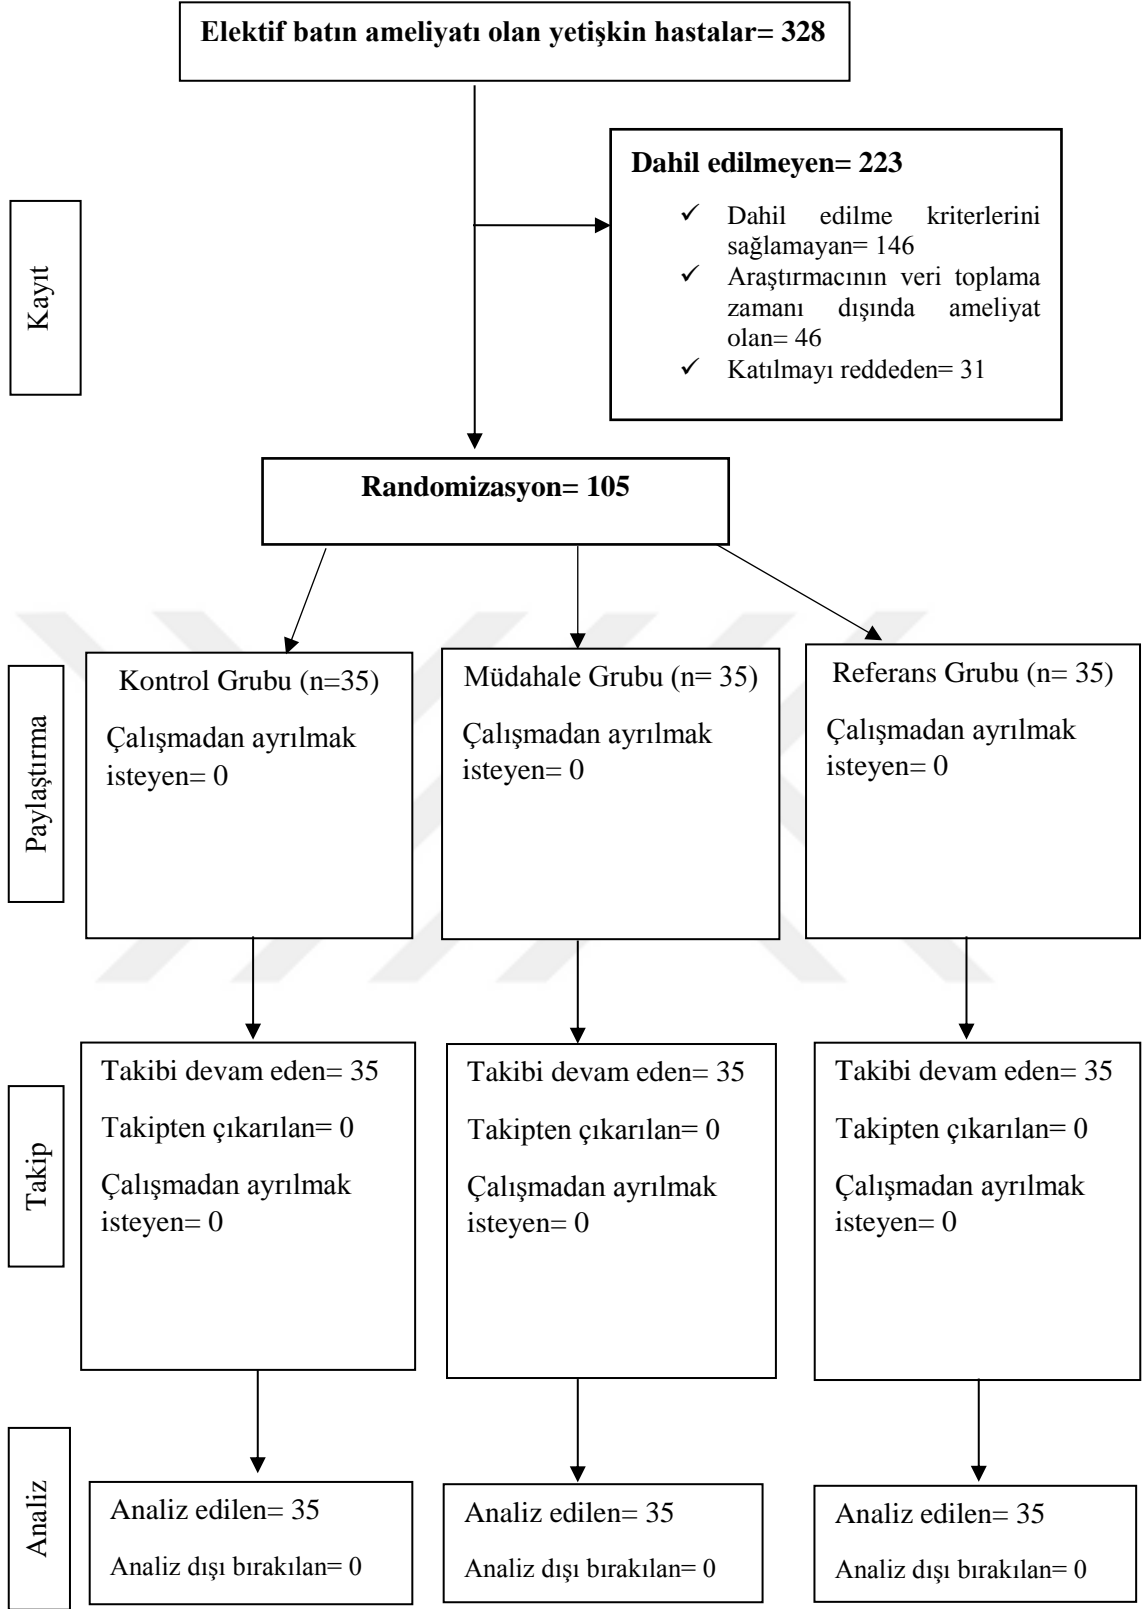 Elektif batın ameliyatı olan yetişkin hastalar= 328
Dahil edilmeyen= 223
✓ Dahil edilme kriterlerini
sağlamayan= 146
✓ Araştırmacının veri toplama
zamanı dışında ameliyat
olan= 46
✓ Katılmayı reddeden= 31
Kayıt
Randomizasyon= 105
Paylaştırma
Kontrol Grubu (n=35)
Çalışmadan ayrılmak
isteyen= 0
Müdahale Grubu (n= 35)
Çalışmadan ayrılmak
isteyen= 0
Referans Grubu (n= 35)
Çalışmadan ayrılmak
isteyen= 0
Takip
Takibi devam eden= 35
Takipten çıkarılan= 0
Çalışmadan ayrılmak
isteyen= 0
Takibi devam eden= 35
Takipten çıkarılan= 0
Çalışmadan ayrılmak
isteyen= 0
Takibi devam eden= 35
Takipten çıkarılan= 0
Çalışmadan ayrılmak
isteyen= 0
Analiz
Analiz edilen= 35
Analiz dışı bırakılan= 0
Analiz edilen= 35
Analiz dışı bırakılan= 0
Analiz edilen= 35
Analiz dışı bırakılan= 0